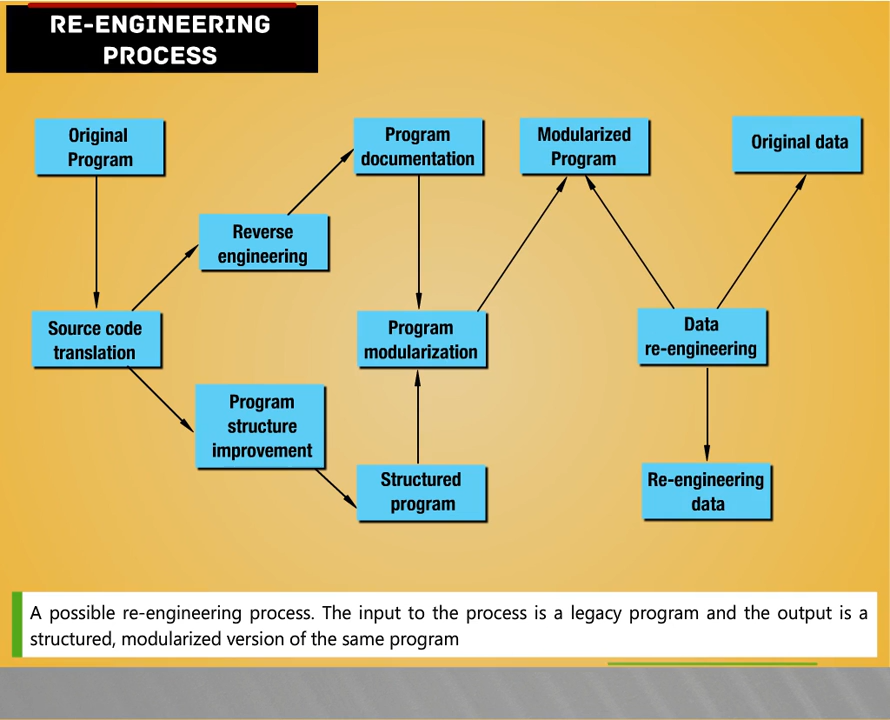 RE-ENGINEERING
PROCESS
Original
Program
Program
documentation
Modularized
Program
Original data
Reverse
engineering
Source code
translation
Program
modularization
Data
re-engineering
Program
structure
improvement
Structured
program
Re-engineering
data
A possible re-engineering process. The input to the process is a legacy program and the output is a
structured, modularized version of the same program